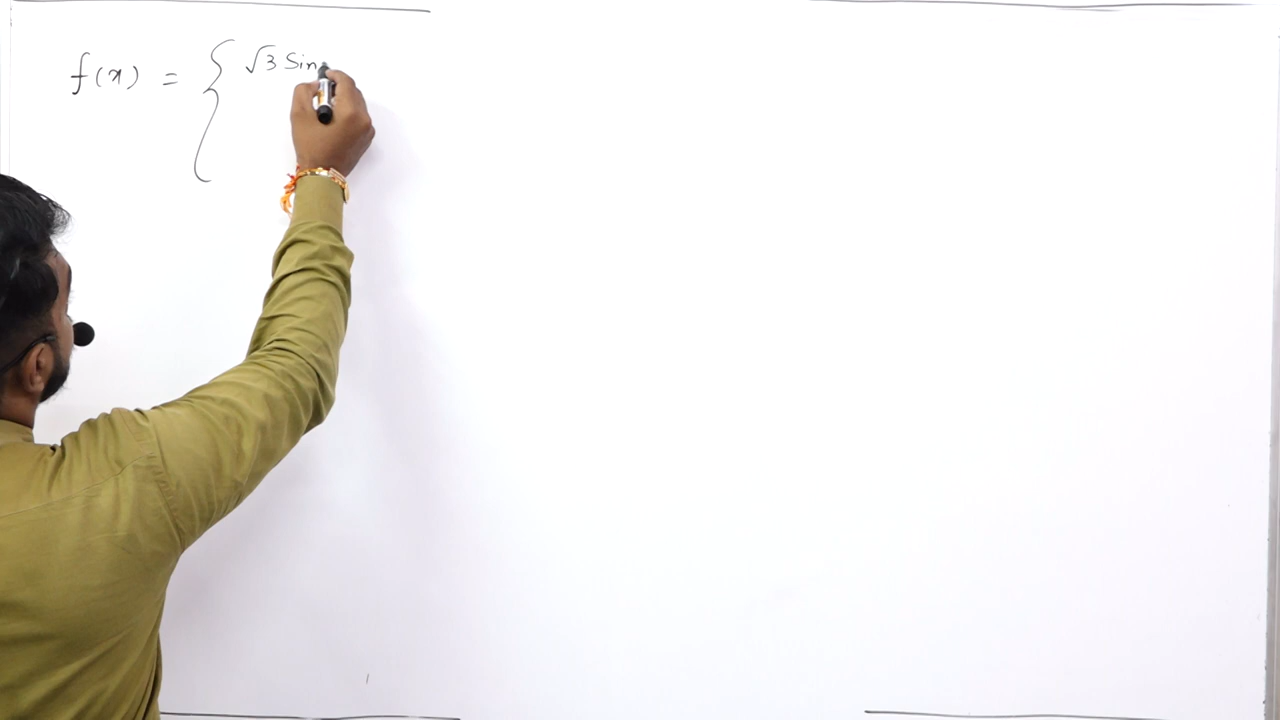 f(x) = { √3 Sin